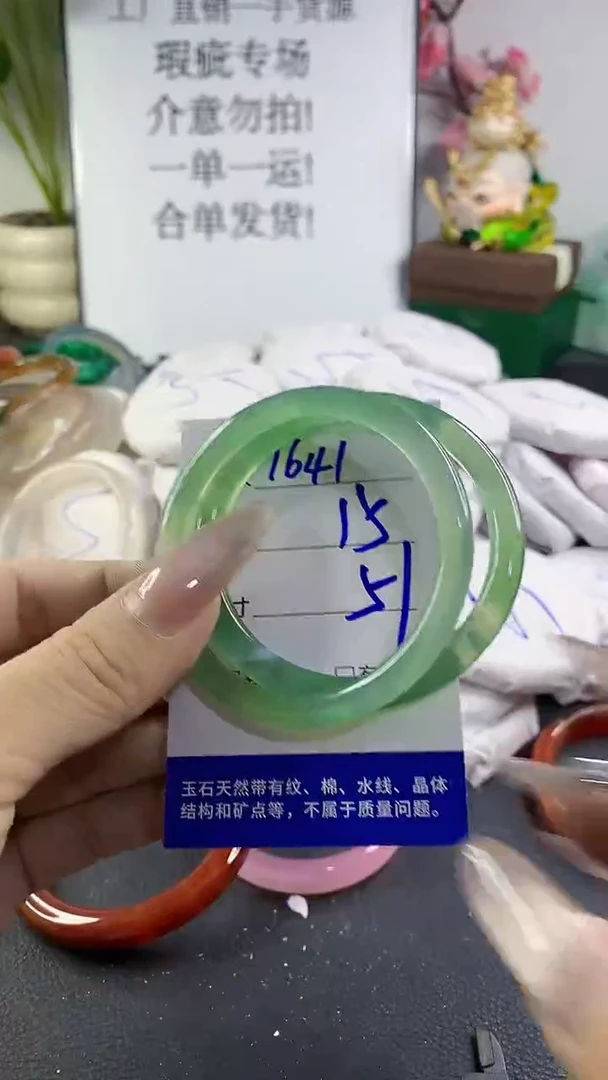 工厂直销一手货源
瑕疵专场
介意勿拍!
一单一运!
合单发货!
1641
15
寸 51
玉石天然带有纹、棉、水线、晶体
结构和矿点等，不属于质量问题。